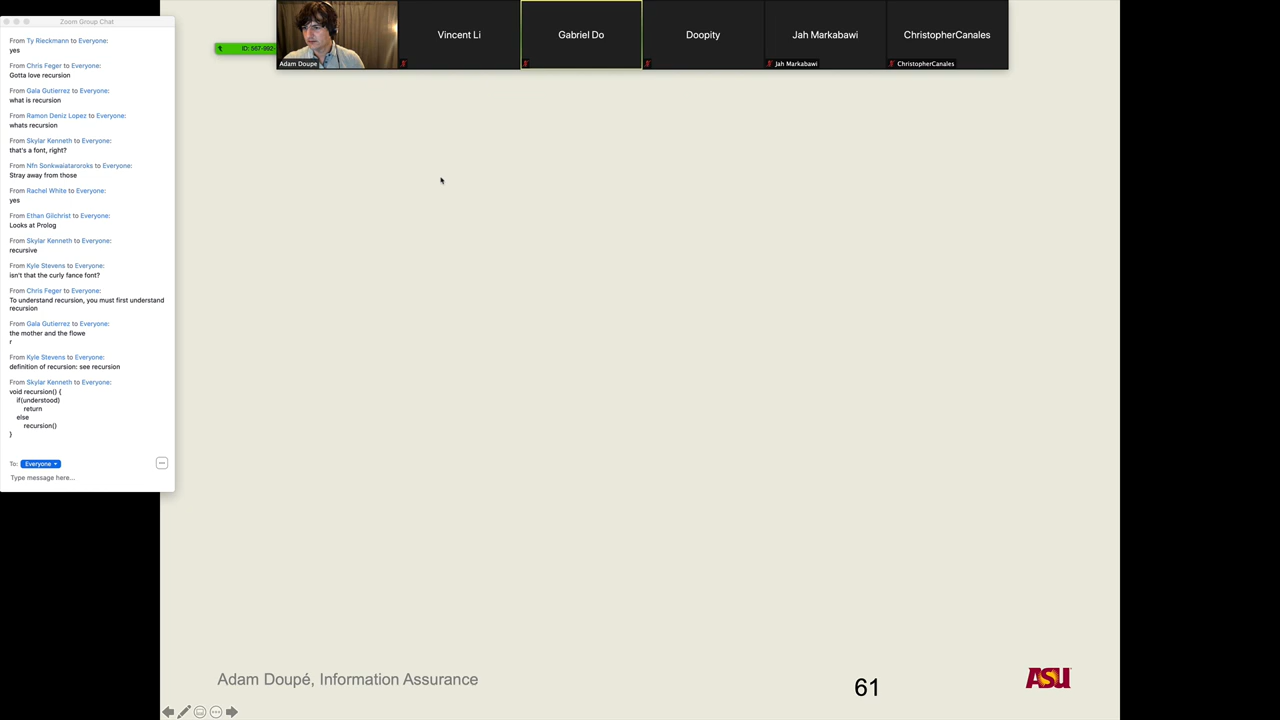 Zoom Group Chat
From Ty Rieckmann to Everyone:
yes
From Chris Feger to Everyone:
Gotta love recursion
From Gala Gutierrez to Everyone:
what is recursion
From Ramon Deniz Lopez to Everyone:
whats recursion
From Skylar Kenneth to Everyone:
that's a font, right?
From Nfn Sonkwaiataroroks to Everyone:
Stray away from those
From Rachel White to Everyone:
yes
From Ethan Gilchrist to Everyone:
Looks at Prolog
From Skylar Kenneth to Everyone:
recursive
From Kyle Stevens to Everyone:
isn't that the curly fance font?
From Chris Feger to Everyone:
To understand recursion, you must first understand
recursion
From Gala Gutierrez to Everyone:
the mother and the flowe
r
From Kyle Stevens to Everyone:
definition of recursion: see recursion
From Skylar Kenneth to Everyone:
void recursion() {
if(understood)
return
else
recursion()
}
To: Everyone
Type message here...
ID: 567-992-
Adam Doupe
Vincent Li
Gabriel Do
Doopity
Jah Markabawi
Jah Markabawi
ChristopherCanales
ChristopherCanales
Adam Doupé, Information Assurance
61
ASU